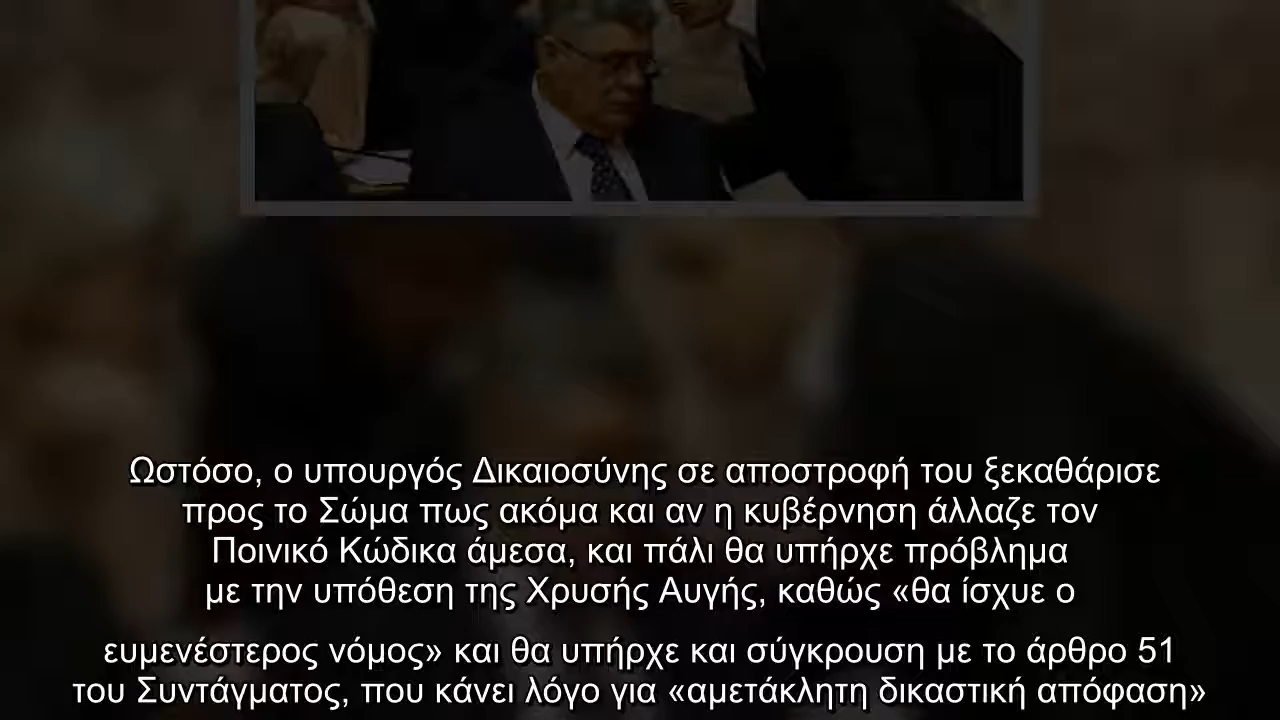 Ωστόσο, ο υπουργός Δικαιοσύνης σε αποστροφή του ξεκαθάρισε
προς το Σώμα πως ακόμα και αν η κυβέρνηση άλλαζε τον
Ποινικό Κώδικα άμεσα, και πάλι θα υπήρχε πρόβλημα
με την υπόθεση της Χρυσής Αυγής, καθώς «θα ίσχυε ο
ευμενέστερος νόμος» και θα υπήρχε και σύγκρουση με το άρθρο 51
του Συντάγματος, που κάνει λόγο για «αμετάκλητη δικαστική απόφαση»